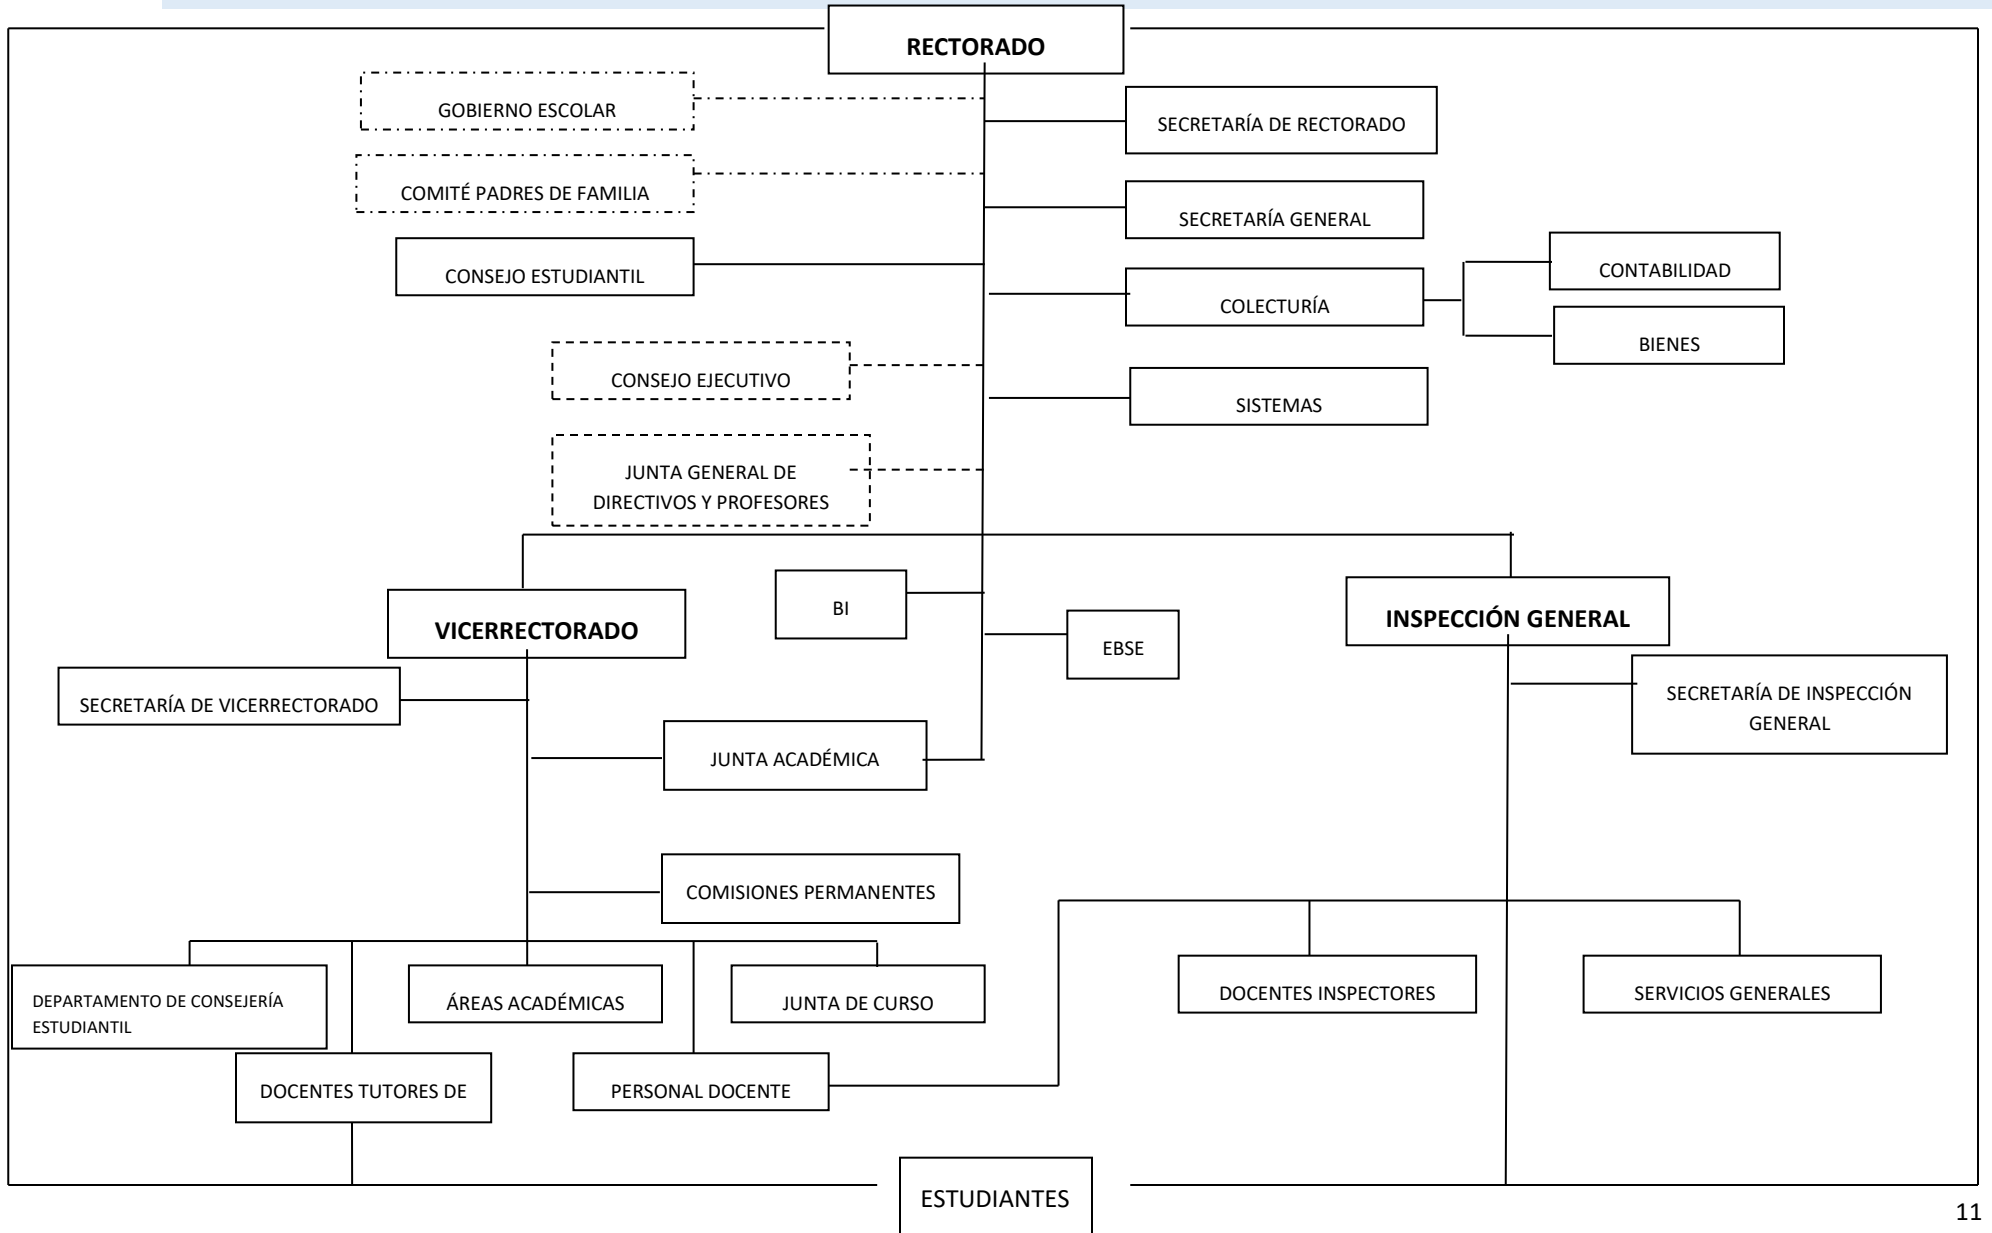 RECTORADO
GOBIERNO ESCOLAR
SECRETARÍA DE RECTORADO
COMITÉ PADRES DE FAMILIA
SECRETARÍA GENERAL
CONSEJO ESTUDIANTIL
CONTABILIDAD
COLECTURÍA
BIENES
CONSEJO EJECUTIVO
SISTEMAS
JUNTA GENERAL DE
DIRECTIVOS Y PROFESORES
BI
VICERRECTORADO
INSPECCIÓN GENERAL
EBSE
SECRETARÍA DE VICERRECTORADO
SECRETARÍA DE INSPECCIÓN
GENERAL
JUNTA ACADÉMICA
COMISIONES PERMANENTES
DEPARTAMENTO DE CONSEJERÍA
ESTUDIANTIL
ÁREAS ACADÉMICAS
JUNTA DE CURSO
DOCENTES INSPECTORES
SERVICIOS GENERALES
DOCENTES TUTORES DE
PERSONAL DOCENTE
ESTUDIANTES
11